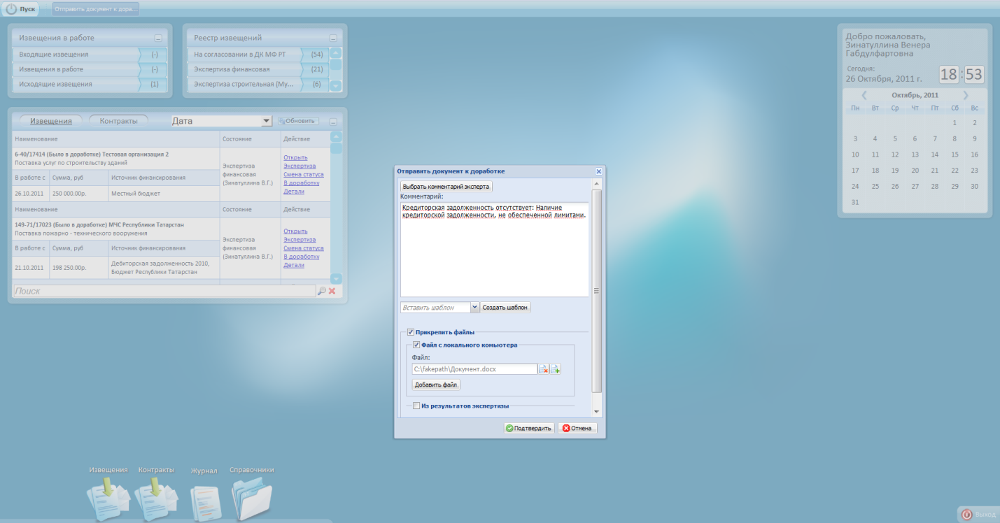 Пуск
Отправить документ к дора...
Извещения в работе
Входящие извещения (-)
Извещения в работе (-)
Исходящие извещения (1)
Реестр извещений
На согласовании в ДК МФ РТ (54)
Экспертиза финансовая (21)
Экспертиза строительная (Му... (6)
Добро пожаловать,
Зинатуллина Венера
Габдулфартовна
Сегодня:
26 Октября, 2011 г.
18:53
Октябрь, 2011
Пн Вт Ср Чт Пт Сб Вс
1 2
3 4 5 6 7 8 9
10 11 12 13 14 15 16
17 18 19 20 21 22 23
24 25 26 27 28 29 30
31
Извещения Контракты Дата Обновить
Наименование Состояние Действие
6-40/17414 (Было в доработке) Тестовая организация 2
Поставка услуг по строительству зданий
В работе с Сумма, руб Источник финансирования
26.10.2011 250 000.00р. Местный бюджет
Экспертиза
финансовая
(Зинатуллина В.Г.)
Открыть
Экспертиза
Смена статуса
В доработку
Детали
Наименование Состояние Действие
149-71/17023 (Было в доработке) МЧС Республики Татарстан
Поставка пожарно - технического вооружения
В работе с Сумма, руб Источник финансирования
21.10.2011 198 250.00р. Дебиторская задолженность 2010,
Бюджет Республики Татарстан
Экспертиза
финансовая
(Зинатуллина В.Г.)
Открыть
Экспертиза
Смена статуса
В доработку
Детали
Поиск
Отправить документ к доработке
Выбрать комментарий эксперта
Комментарий:
Кредиторская задолженность отсутствует: Наличие
кредиторской задолженности, не обеспеченной лимитами.
Вставить шаблон Создать шаблон
Прикрепить файлы
Файл с локального комьютера
Файл:
C:\fakepath\Документ.docx
Добавить файл
Из результатов экспертизы
Подтвердить Отмена
Извещения Контракты Журнал Справочники
Выход